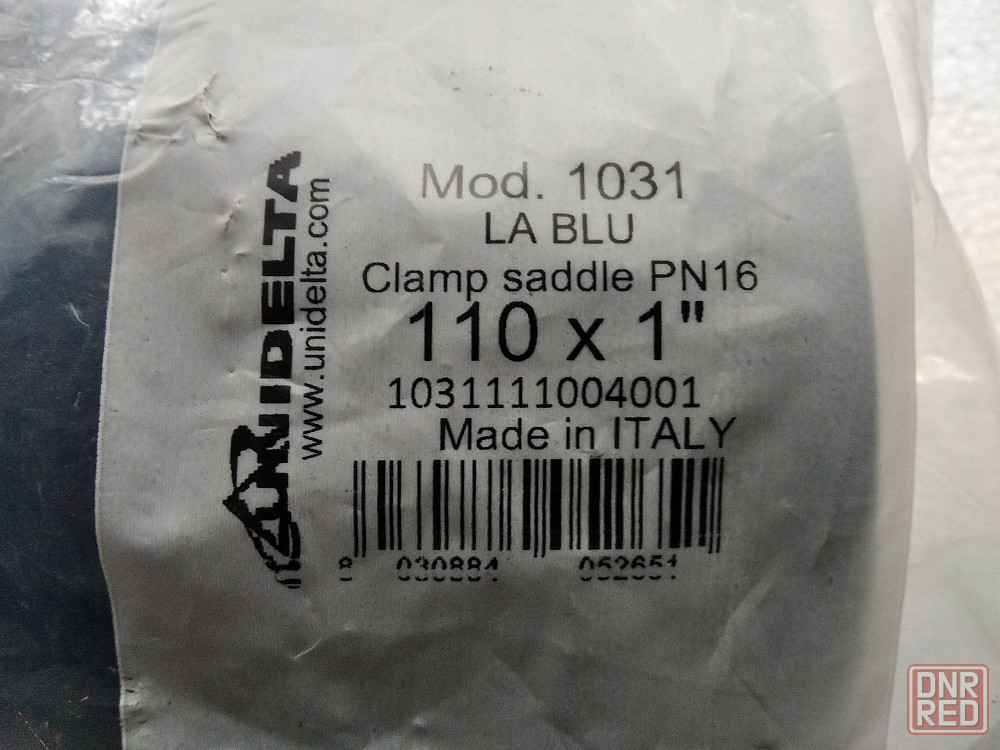 UNIDELTA
www.unidelta.com
Mod. 1031
LA BLU
Clamp saddle PN16
110 x 1"
1031111004001
Made in ITALY
8 030884 052651
DNR
RED